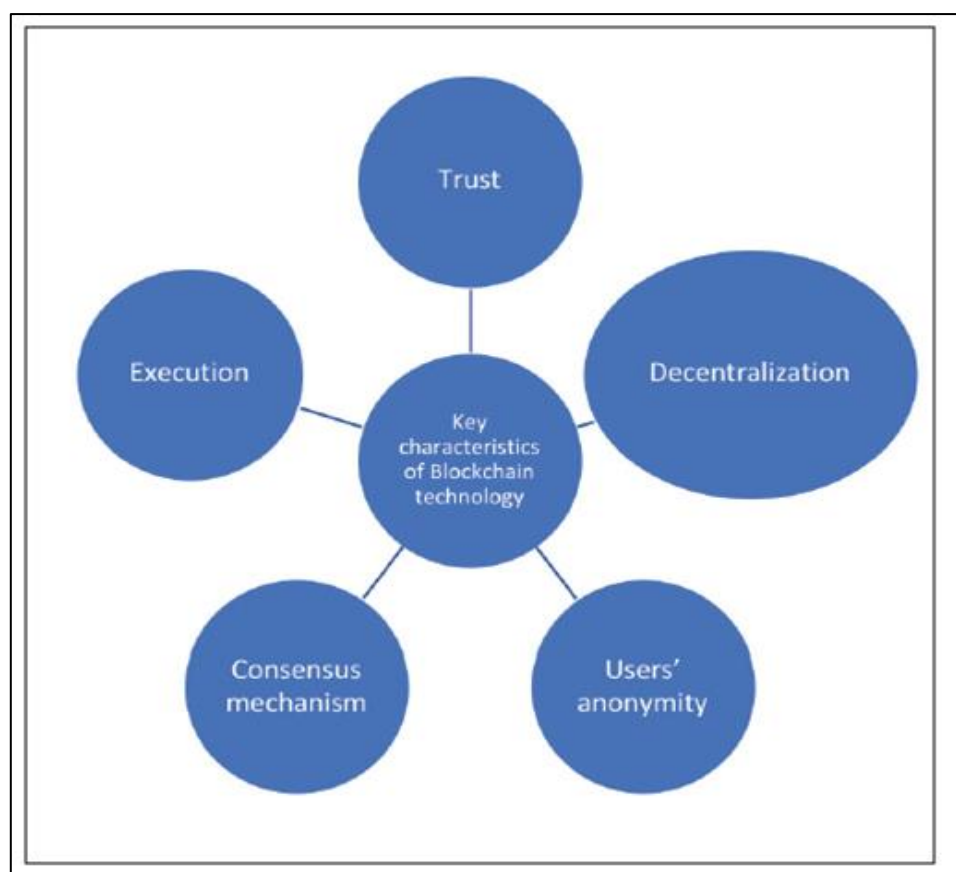 Trust
Execution
Decentralization
Key
characteristics
of Blockchain
technology
Consensus
mechanism
Users’
anonymity